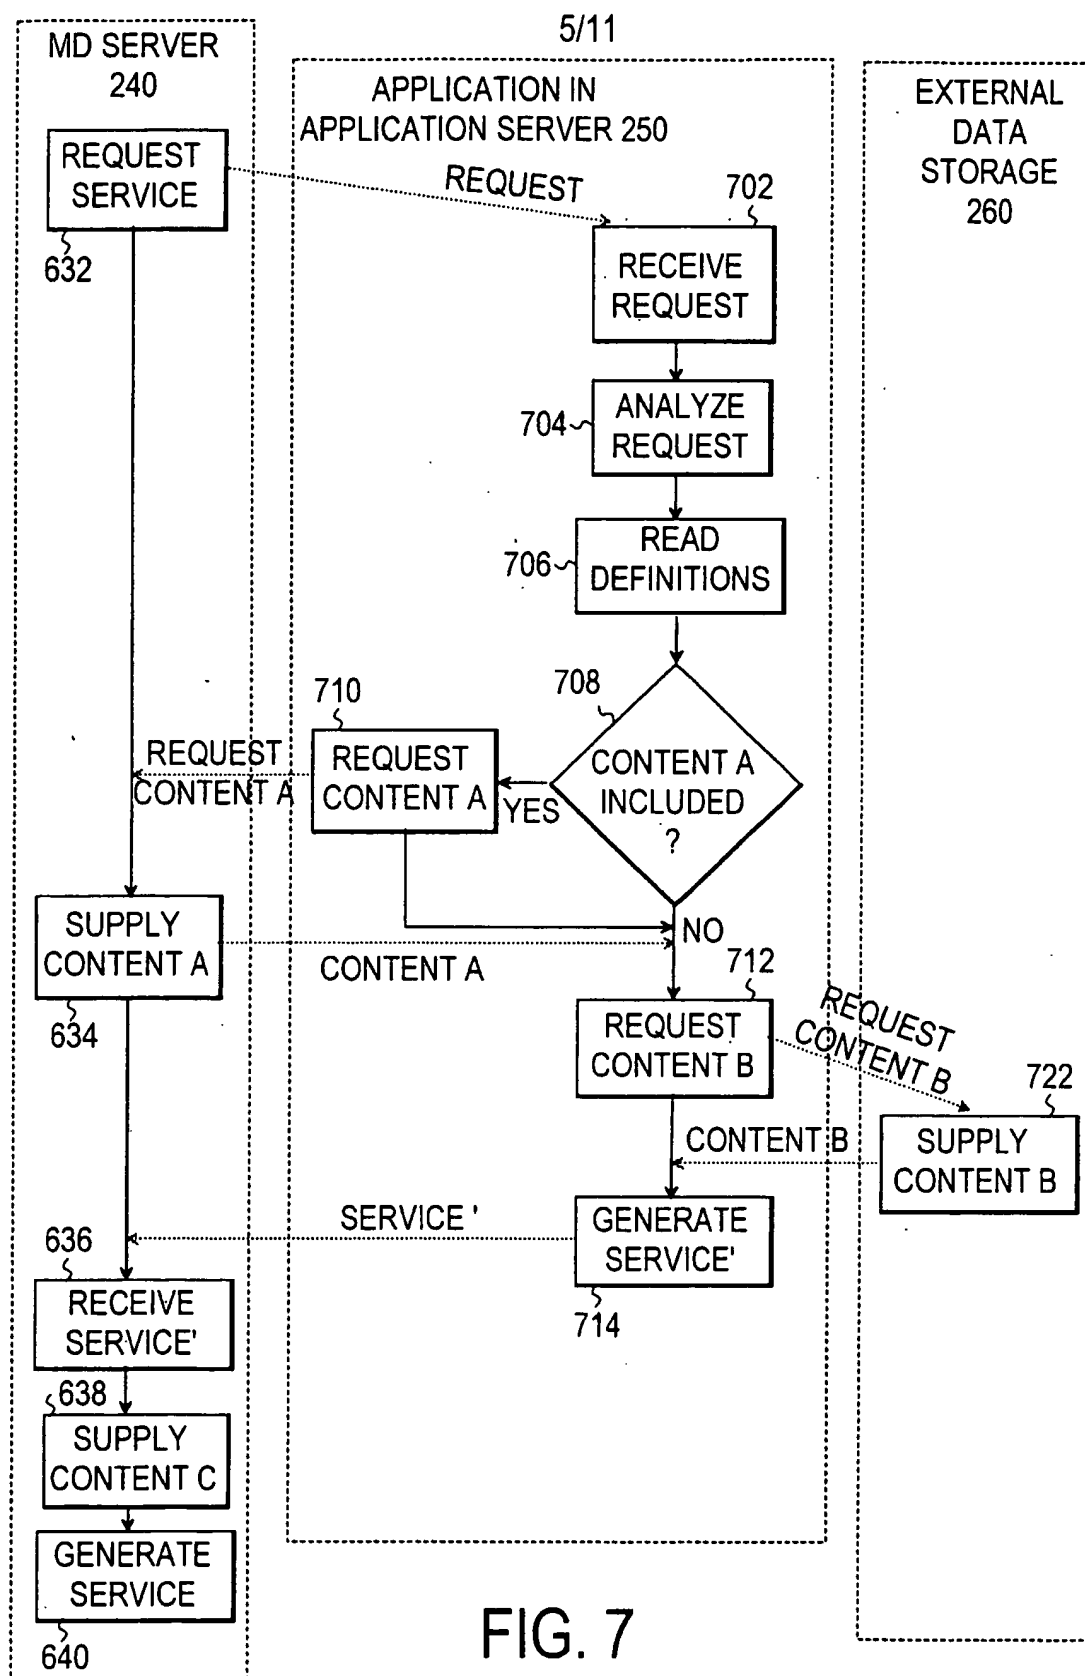 5/11
MD SERVER
240
APPLICATION IN
APPLICATION SERVER 250
EXTERNAL
DATA
STORAGE
260
REQUEST
SERVICE
632
REQUEST
702
RECEIVE
REQUEST
704
ANALYZE
REQUEST
706
READ
DEFINITIONS
708
CONTENT A
INCLUDED
?
YES
NO
710
REQUEST
CONTENT A
REQUEST
CONTENT A
SUPPLY
CONTENT A
634
CONTENT A
712
REQUEST
CONTENT B
REQUEST
CONTENT B
722
SUPPLY
CONTENT B
CONTENT B
GENERATE
SERVICE'
714
SERVICE '
636
RECEIVE
SERVICE'
638
SUPPLY
CONTENT C
GENERATE
SERVICE
640
FIG. 7